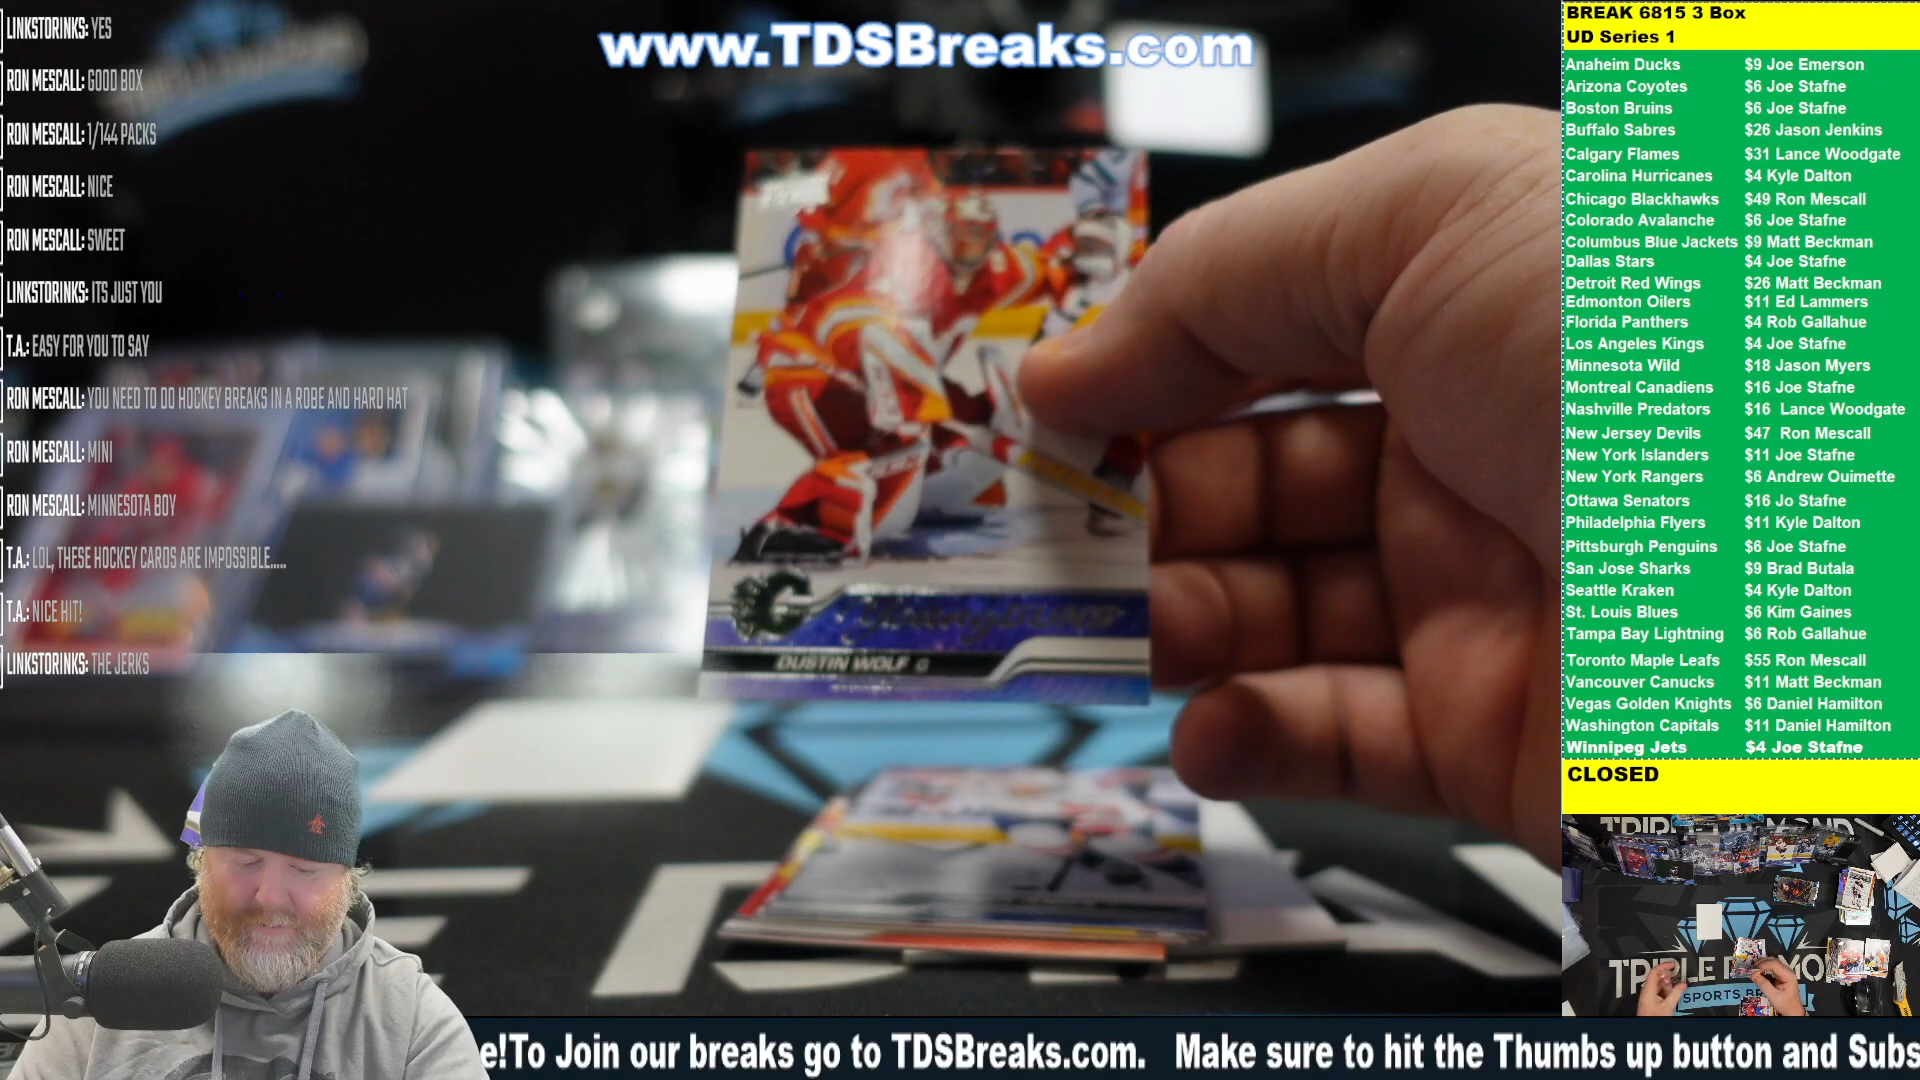 LINKSTORINKS: YES
RON MESCALL: GOOD BOX
RON MESCALL: 1/144 PACKS
RON MESCALL: NICE
RON MESCALL: SWEET
LINKSTORINKS: ITS JUST YOU
T.A.: EASY FOR YOU TO SAY
RON MESCALL: YOU NEED TO DO HOCKEY BREAKS IN A ROBE AND HARD HAT
RON MESCALL: MINI
RON MESCALL: MINNESOTA BOY
T.A.: LOL, THESE HOCKEY CARDS ARE IMPOSSIBLE.....
T.A.: NICE HIT!
LINKSTORINKS: THE JERKS
www.TDSBreaks.com
Young GUNS
DUSTIN WOLF G
BREAK 6815 3 Box
UD Series 1
Anaheim Ducks $9 Joe Emerson
Arizona Coyotes $6 Joe Stafne
Boston Bruins $6 Joe Stafne
Buffalo Sabres $26 Jason Jenkins
Calgary Flames $31 Lance Woodgate
Carolina Hurricanes $4 Kyle Dalton
Chicago Blackhawks $49 Ron Mescall
Colorado Avalanche $6 Joe Stafne
Columbus Blue Jackets $9 Matt Beckman
Dallas Stars $4 Joe Stafne
Detroit Red Wings $26 Matt Beckman
Edmonton Oilers $11 Ed Lammers
Florida Panthers $4 Rob Gallahue
Los Angeles Kings $4 Joe Stafne
Minnesota Wild $18 Jason Myers
Montreal Canadiens $16 Joe Stafne
Nashville Predators $16 Lance Woodgate
New Jersey Devils $47 Ron Mescall
New York Islanders $11 Joe Stafne
New York Rangers $6 Andrew Ouimette
Ottawa Senators $16 Jo Stafne
Philadelphia Flyers $11 Kyle Dalton
Pittsburgh Penguins $6 Joe Stafne
San Jose Sharks $9 Brad Butala
Seattle Kraken $4 Kyle Dalton
St. Louis Blues $6 Kim Gaines
Tampa Bay Lightning $6 Rob Gallahue
Toronto Maple Leafs $55 Ron Mescall
Vancouver Canucks $11 Matt Beckman
Vegas Golden Knights $6 Daniel Hamilton
Washington Capitals $11 Daniel Hamilton
Winnipeg Jets $4 Joe Stafne
CLOSED
e!To Join our breaks go to TDSBreaks.com. Make sure to hit the Thumbs up button and Subs